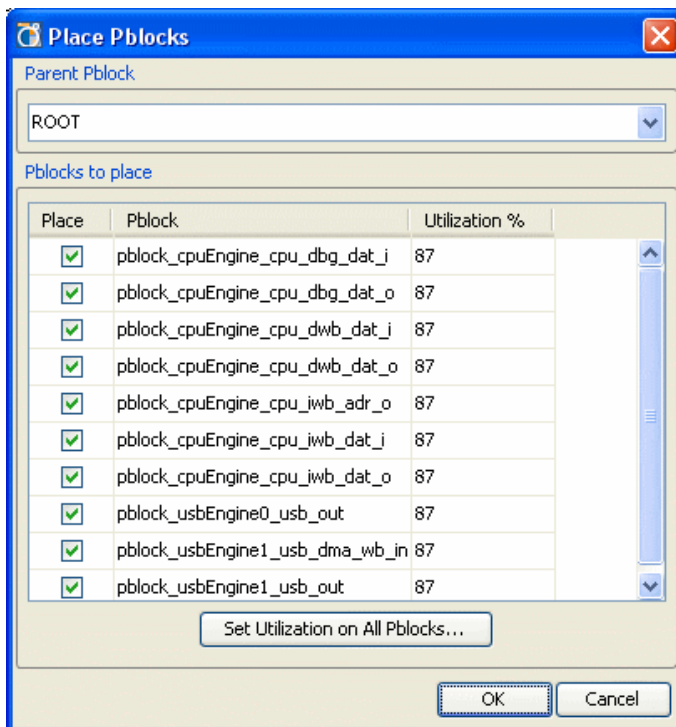 Place Pblocks
Parent Pblock
ROOT
Pblocks to place
Place Pblock Utilization %
pblock_cpuEngine_cpu_dbg_dat_i 87
pblock_cpuEngine_cpu_dbg_dat_o 87
pblock_cpuEngine_cpu_dwb_dat_i 87
pblock_cpuEngine_cpu_dwb_dat_o 87
pblock_cpuEngine_cpu_iwb_adr_o 87
pblock_cpuEngine_cpu_iwb_dat_i 87
pblock_cpuEngine_cpu_iwb_dat_o 87
pblock_usbEngine0_usb_out 87
pblock_usbEngine1_usb_dma_wb_in 87
pblock_usbEngine1_usb_out 87
Set Utilization on All Pblocks...
OK Cancel